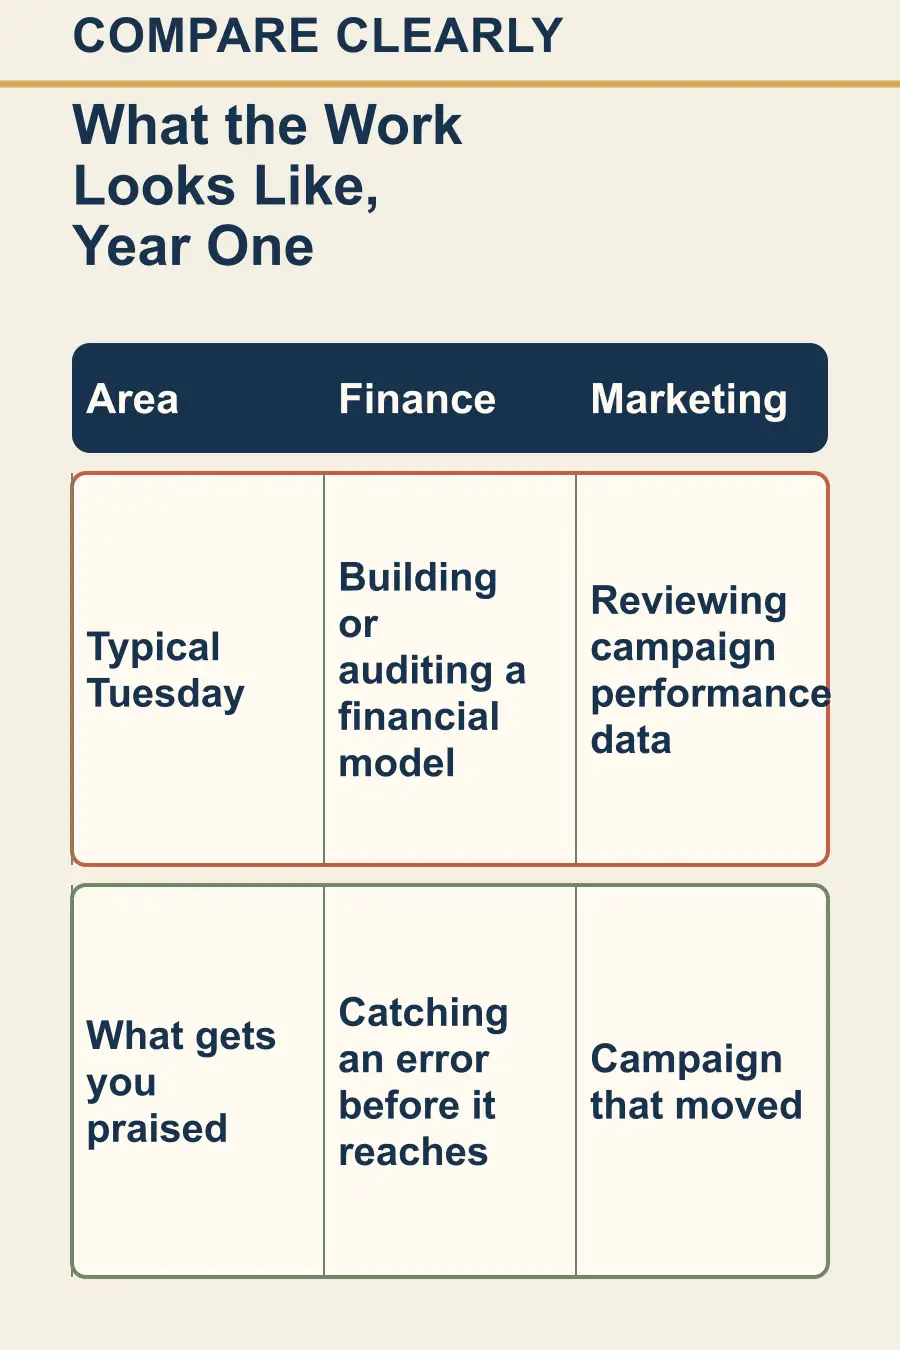 COMPARE CLEARLY
What the Work
Looks Like,
Year One
Area
Finance
Marketing
Typical
Tuesday
Building
or
auditing a
financial
model
Reviewing
campaign
performance
data
What gets
you
praised
Catching
an error
before it
reaches
Campaign
that moved